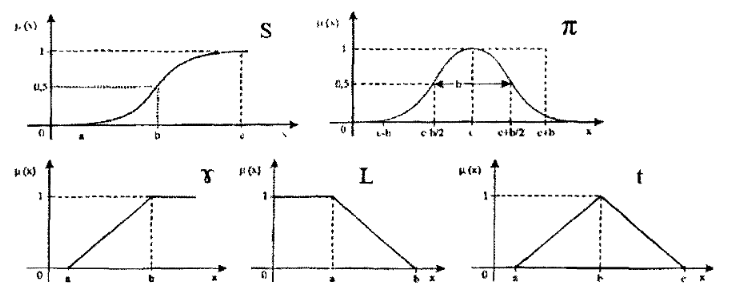 μ (x) S
1
0,5
0 a b c x
μ (x) π
1
0,5 b
0 c-b c-b/2 c c+b/2 c+b x
μ (x) γ
1
0 a b x
μ (x) L
1
0 a b x
μ (x) t
1
0 a b c x